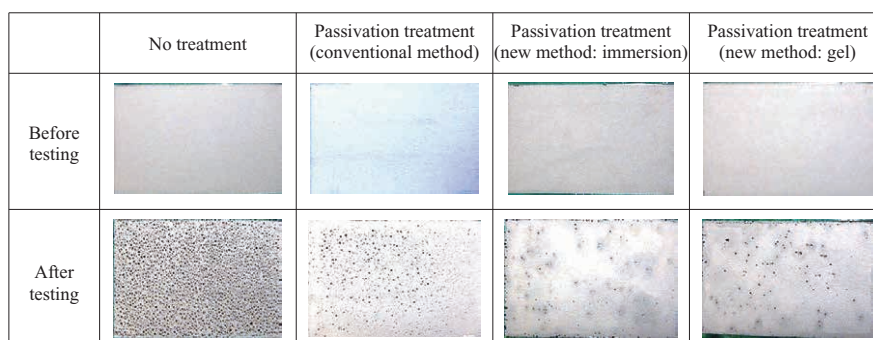 No treatment
Passivation treatment
(conventional method)
Passivation treatment
(new method: immersion)
Passivation treatment
(new method: gel)
Before
testing
After
testing